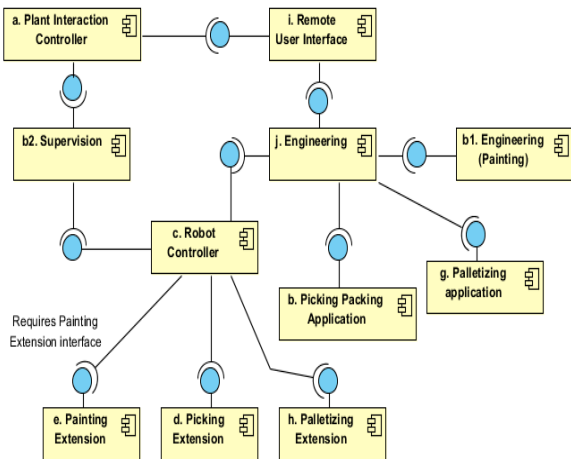 a. Plant Interaction
Controller
i. Remote
User Interface
b2. Supervision
j. Engineering
b1. Engineering
(Painting)
c. Robot
Controller
g. Palletizing
application
b. Picking Packing
Application
Requires Painting
Extension interface
e. Painting
Extension
d. Picking
Extension
h. Palletizing
Extension